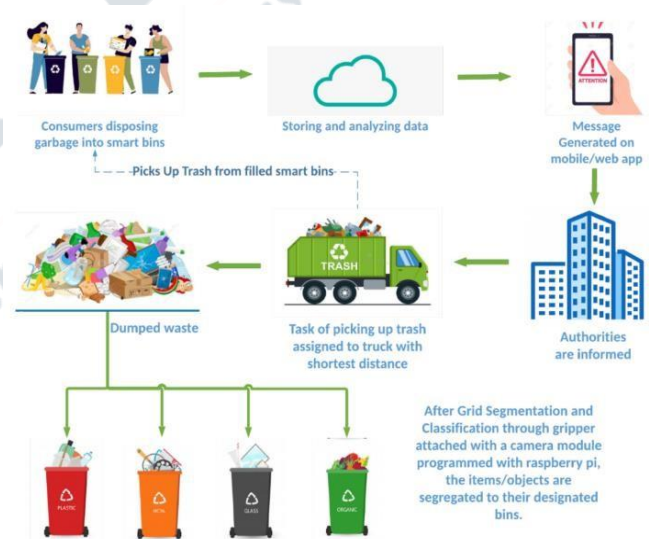 Consumers disposing
garbage into smart bins
Storing and analyzing data
ATTENTION
Message
Generated on
mobile/web app
Picks Up Trash from filled smart bins
TRASH
Dumped waste
Task of picking up trash
assigned to truck with
shortest distance
Authorities
are informed
After Grid Segmentation and
Classification through gripper
attached with a camera module
programmed with raspberry pi,
the items/objects are
segregated to their designated
bins.
PLASTIC
METAL
GLASS
ORGANIC